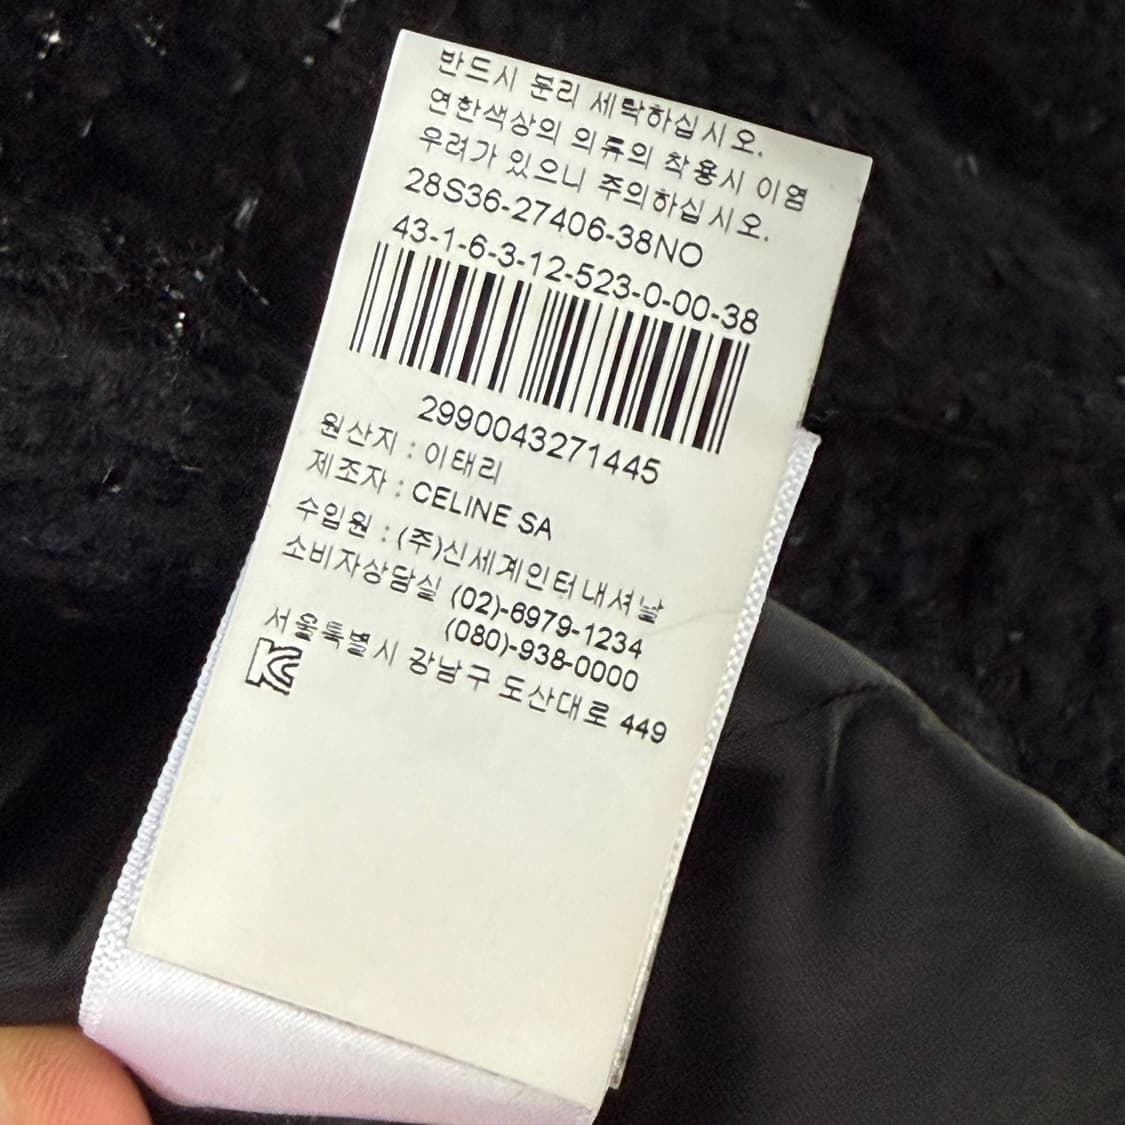 반드시 분리 세탁하십시오.
연한색상의 의류의 착용시 이염
우려가 있으니 주의하십시오.
28S36-27406-38NO
43-1-6-3-12-523-0-00-38
2990043271445
원산지 : 이태리
제조자 : CELINE SA
수입원 : (주)신세계인터내셔날
소비자상담실 (02)-6979-1234
(080)-938-0000
서울특별시 강남구 도산대로 449